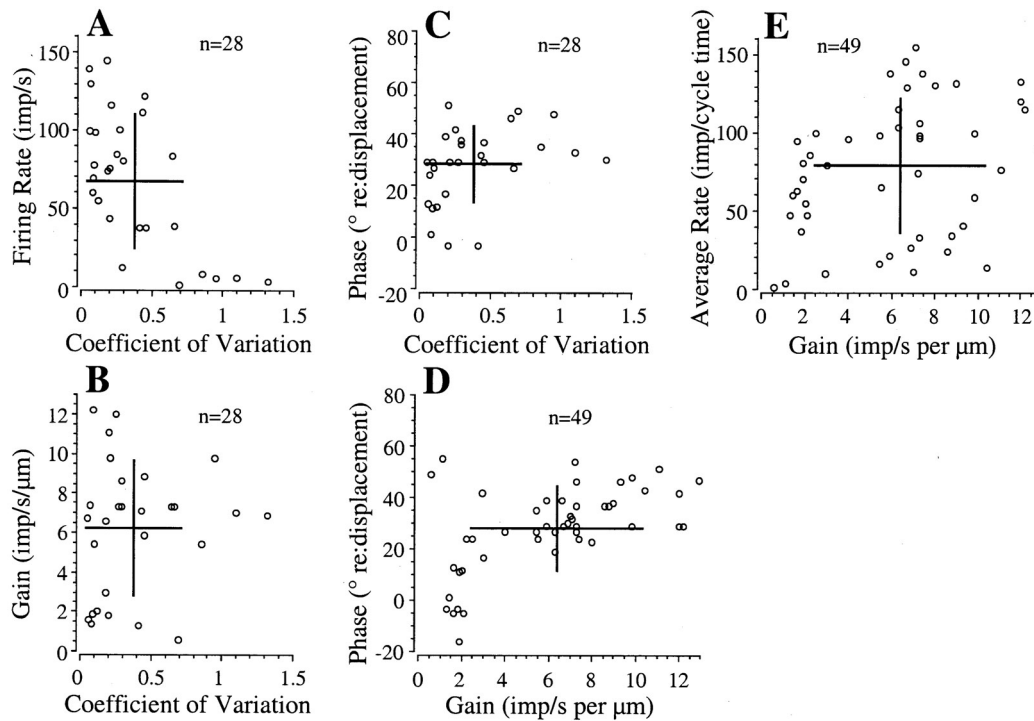 A
n=28
Firing Rate (imp/s)
150
100
50
0
0
0.5
1
1.5
Coefficient of Variation
C
n=28
Phase (° re:displacement)
80
60
40
20
0
-20
0
0.5
1
1.5
Coefficient of Variation
E
n=49
Average Rate (imp/cycle time)
150
100
50
0
0
2
4
6
8
10
12
Gain (imp/s per µm)
B
n=28
Gain (imp/s/µm)
12
10
8
6
4
2
0
0
0.5
1
1.5
Coefficient of Variation
D
n=49
Phase (° re:displacement)
80
60
40
20
0
-20
0
2
4
6
8
10
12
Gain (imp/s per µm)